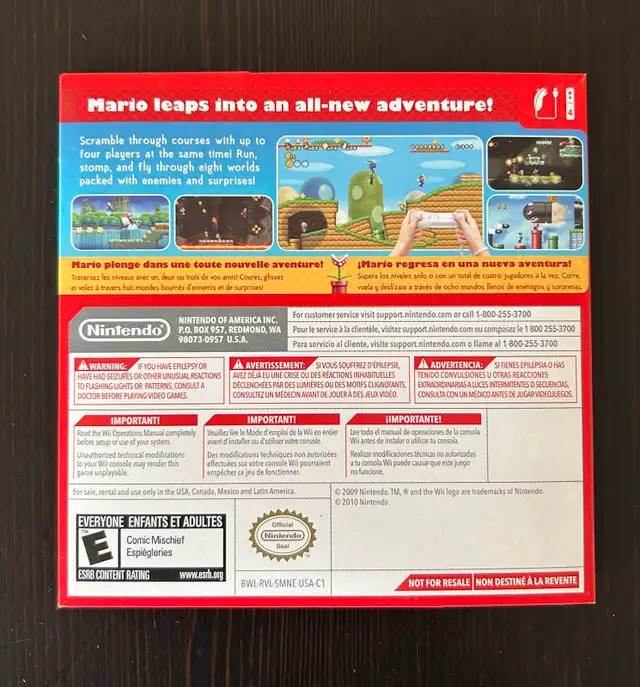 Mario leaps into an all-new adventure!
4
Scramble through courses with up to
four players at the same time! Run,
stomp, and fly through eight worlds
packed with enemies and surprises!
Mario plonge dans une toute nouvelle aventure!
Traversez les niveaux avec un, deux ou trois de vos amis! Courez, glissez
et volez à travers huit mondes bourrés d'ennemis et de surprises!
¡Mario regresa en una nueva aventura!
Supera los niveles solo o con un total de cuatro jugadores a la vez. Corre,
vuela y deslízate a través de ocho mundos llenos de enemigos y sorpresas.
Nintendo®
NINTENDO OF AMERICA INC.
P.O. BOX 957, REDMOND, WA
98073-0957 U.S.A.
For customer service visit support.nintendo.com or call 1-800-255-3700
Pour le service à la clientèle, visitez support.nintendo.com ou composez le 1 800 255-3700
Para servicio al cliente, visite support.nintendo.com o llame al 1-800-255-3700
WARNING: IF YOU HAVE EPILEPSY OR
HAVE HAD SEIZURES OR OTHER UNUSUAL REACTIONS
TO FLASHING LIGHTS OR PATTERNS, CONSULT A
DOCTOR BEFORE PLAYING VIDEO GAMES.
AVERTISSEMENT: SI VOUS SOUFFREZ D'ÉPILEPSIE,
AVEZ DÉJÀ EU UNE CRISE OU DES RÉACTIONS INHABITUELLES
DÉCLENCHÉES PAR DES LUMIÈRES OU DES MOTIFS CLIGNOTANTS,
CONSULTEZ UN MÉDECIN AVANT DE JOUER À DES JEUX VIDÉO.
ADVERTENCIA: SI TIENES EPILEPSIA O HAS
TENIDO CONVULSIONES U OTRAS REACCIONES
EXTRAORDINARIAS A LUCES INTERMITENTES O SECUENCIAS,
CONSULTA CON UN MÉDICO ANTES DE JUGAR VIDEOJUEGOS.
IMPORTANT!
Read the Wii Operations Manual completely
before setup or use of your system.
Unauthorized technical modifications
to your Wii console may render this
game unplayable.
IMPORTANT!
Veuillez lire le Mode d'emploi de la Wii en entier
avant d'installer ou d'utiliser votre console.
Des modifications techniques non autorisées
effectuées sur votre console Wii pourraient
empêcher ce jeu de fonctionner.
¡IMPORTANTE!
Lee todo el manual de operaciones de la consola
Wii antes de instalar o utilizar tu consola.
Realizar modificaciones técnicas no autorizadas
a tu consola Wii puede causar que este juego
no funcione.
For sale, rental and use only in the USA, Canada, Mexico and Latin America.
© 2009 Nintendo. TM, ® and the Wii logo are trademarks of Nintendo.
© 2010 Nintendo.
EVERYONE ENFANTS ET ADULTES
E
Comic Mischief
Espiègleries
ESRB CONTENT RATING www.esrb.org
Official
Nintendo
Seal
BWL-RVL-SMNE-USA-C1
NOT FOR RESALE NON DESTINÉ À LA REVENTE